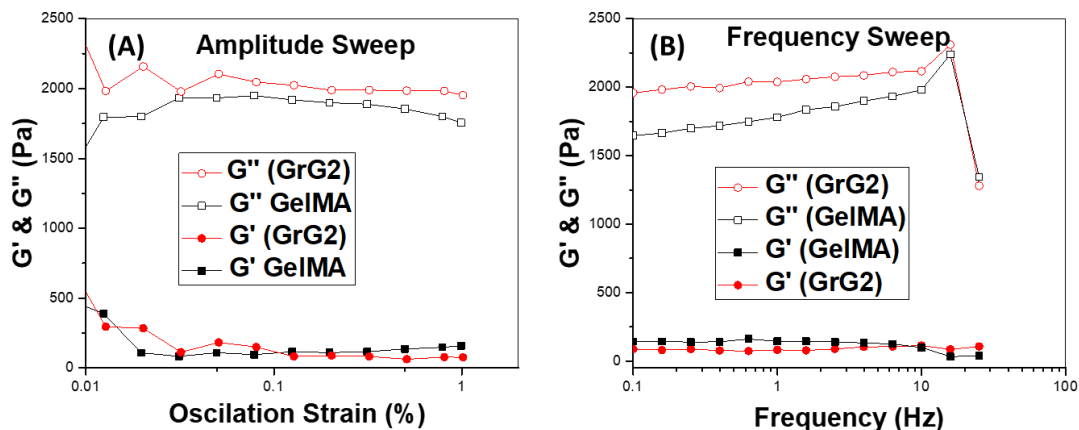 (A)
Amplitude Sweep
G' & G'' (Pa)
2500
2000
1500
1000
500
0
G'' (GrG2)
G'' GelMA
G' (GrG2)
G' GelMA
0.01
0.1
1
Oscilation Strain (%)
(B)
Frequency Sweep
G' & G'' (Pa)
2500
2000
1500
1000
500
0
G'' (GrG2)
G'' (GelMA)
G' (GelMA)
G' (GrG2)
0.1
1
10
100
Frequency (Hz)